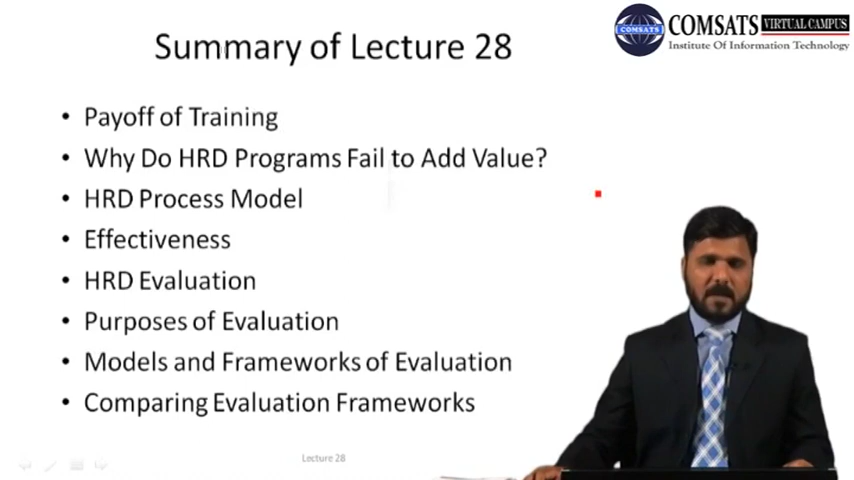 COMSATS VIRTUAL CAMPUS
COMSATS
Institute Of Information Technology
Summary of Lecture 28
• Payoff of Training
• Why Do HRD Programs Fail to Add Value?
• HRD Process Model
• Effectiveness
• HRD Evaluation
• Purposes of Evaluation
• Models and Frameworks of Evaluation
• Comparing Evaluation Frameworks
Lecture 28